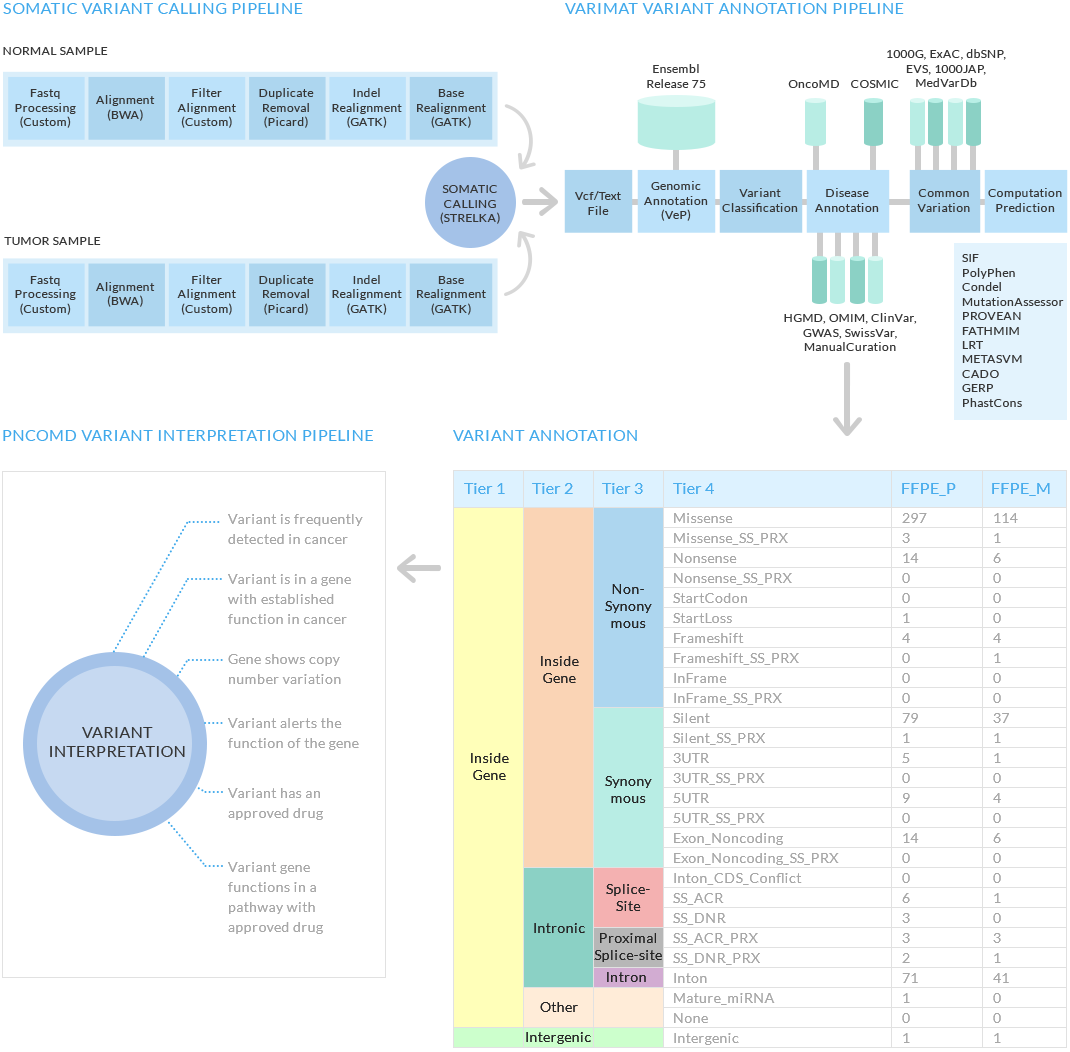 SOMATIC VARIANT CALLING PIPELINE
NORMAL SAMPLE
Fastq
Processing
(Custom)
Alignment
(BWA)
Filter
Alignment
(Custom)
Duplicate
Removal
(Picard)
Indel
Realignment
(GATK)
Base
Realignment
(GATK)
SOMATIC
CALLING
(STRELKA)
TUMOR SAMPLE
Fastq
Processing
(Custom)
Alignment
(BWA)
Filter
Alignment
(Custom)
Duplicate
Removal
(Picard)
Indel
Realignment
(GATK)
Base
Realignment
(GATK)
VARIMAT VARIANT ANNOTATION PIPELINE
Ensembl
Release 75
OncoMD
COSMIC
1000G, ExAC, dbSNP,
EVS, 1000JAP,
MedVarDb
Vcf/Text
File
Genomic
Annotation
(VeP)
Variant
Classification
Disease
Annotation
Common
Variation
Computation
Prediction
HGMD, OMIM, ClinVar,
GWAS, SwissVar,
ManualCuration
SIF
PolyPhen
Condel
MutationAssessor
PROVEAN
FATHMIM
LRT
METASVM
CADO
GERP
PhastCons
PNCOMD VARIANT INTERPRETATION PIPELINE
VARIANT
INTERPRETATION
Variant is frequently
detected in cancer
Variant is in a gene
with established
function in cancer
Gene shows copy
number variation
Variant alerts the
function of the gene
Variant has an
approved drug
Variant gene
functions in a
pathway with
approved drug
VARIANT ANNOTATION
Tier 1 Tier 2 Tier 3 Tier 4 FFPE_P FFPE_M
Inside
Gene
Inside
Gene
Non-
Synony
mous
Missense 297 114
Missense_SS_PRX 3 1
Nonsense 14 6
Nonsense_SS_PRX 0 0
StartCodon 0 0
StartLoss 1 0
Frameshift 4 4
Frameshift_SS_PRX 0 1
InFrame 0 0
InFrame_SS_PRX 0 0
Synony
mous
Silent 79 37
Silent_SS_PRX 1 1
3UTR 5 1
3UTR_SS_PRX 0 0
5UTR 9 4
5UTR_SS_PRX 0 0
Exon_Noncoding 14 6
Exon_Noncoding_SS_PRX 0 0
Intronic
Splice-
Site
Inton_CDS_Conflict 0 0
SS_ACR 6 1
SS_DNR 3 0
Proximal
Splice-site
SS_ACR_PRX 3 3
SS_DNR_PRX 2 1
Intron Inton 71 41
Other
Mature_miRNA 1 0
None 0 0
Intergenic Intergenic 1 1